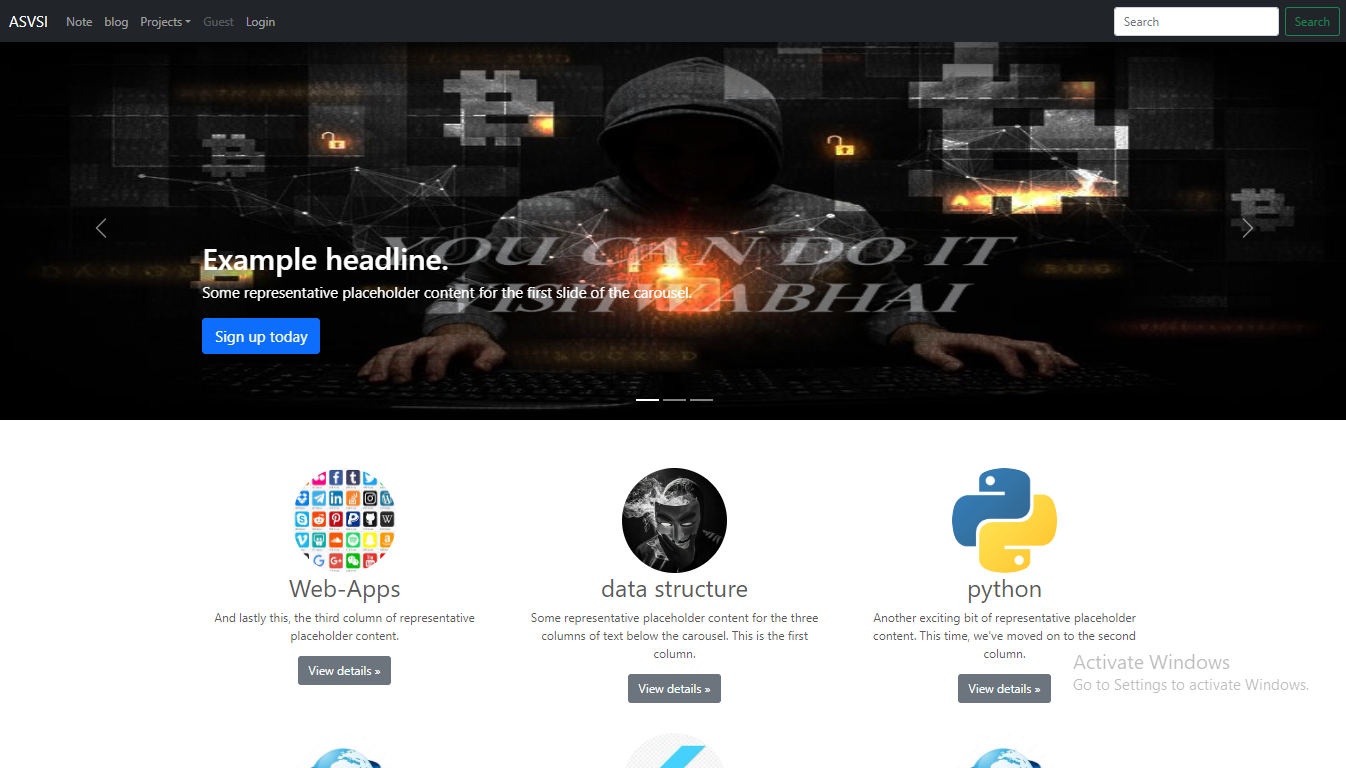 ASVSI Note blog Projects Guest Login Search Search
YOU CAN DO IT
VISHVABHAI
Example headline.
Some representative placeholder content for the first slide of the carousel.
Sign up today
BUG
Web-Apps
And lastly this, the third column of representative
placeholder content.
View details »
data structure
Some representative placeholder content for the three
columns of text below the carousel. This is the first
column.
View details »
python
Another exciting bit of representative placeholder
content. This time, we've moved on to the second
column.
View details »
Activate Windows
Go to Settings to activate Windows.